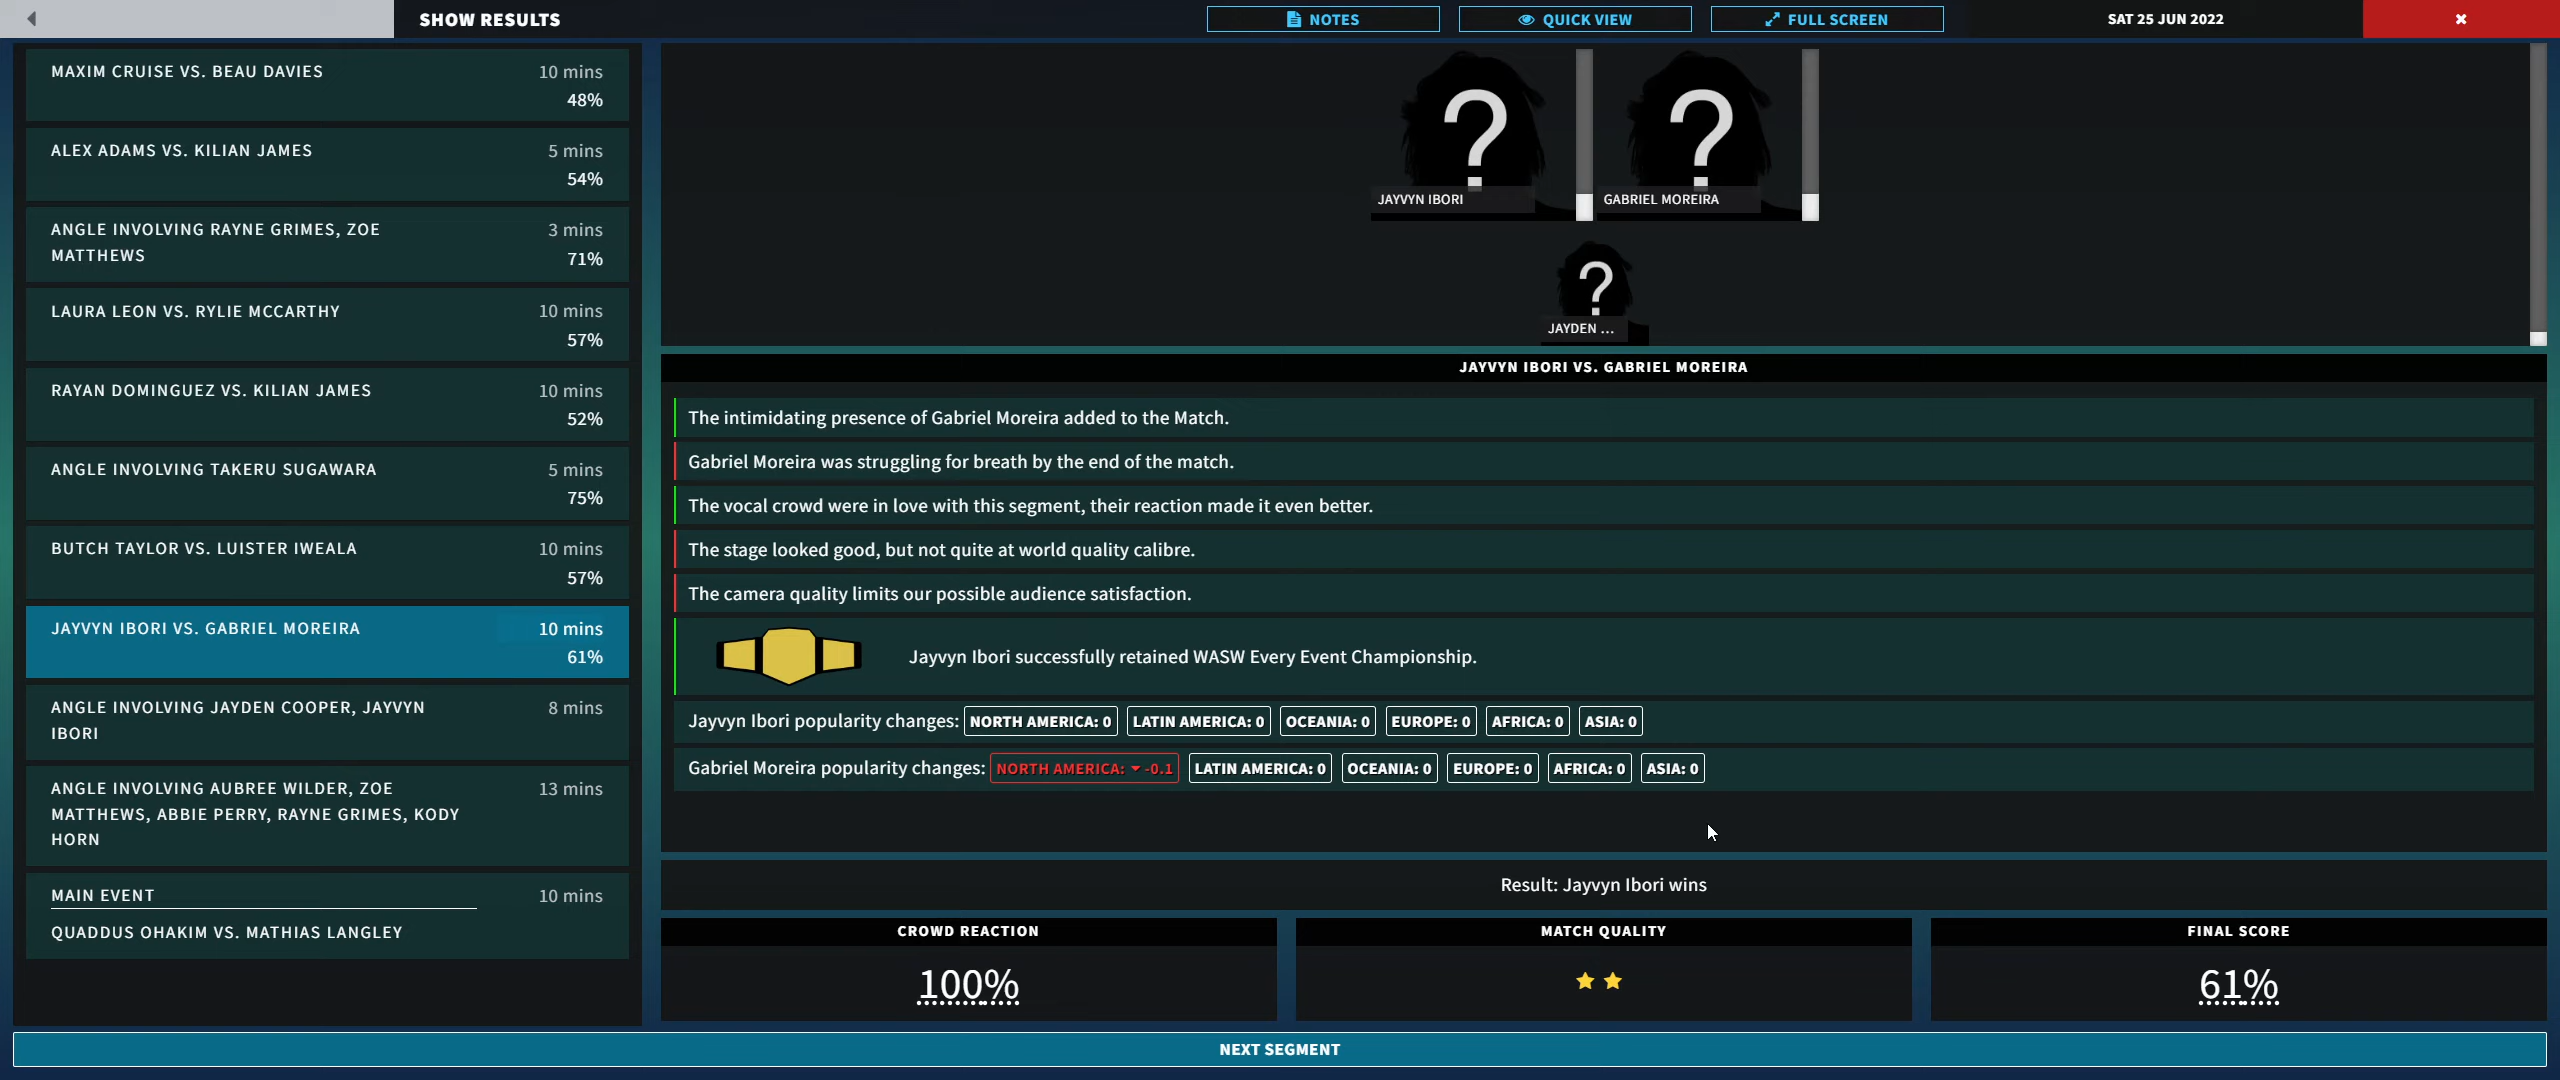 SHOW RESULTS
NOTES
QUICK VIEW
FULL SCREEN
SAT 25 JUN 2022
MAXIM CRUISE VS. BEAU DAVIES
10 mins
48%
ALEX ADAMS VS. KILIAN JAMES
5 mins
54%
ANGLE INVOLVING RAYNE GRIMES, ZOE
MATTHEWS
3 mins
71%
LAURA LEON VS. RYLIE MCCARTHY
10 mins
57%
RAYAN DOMINGUEZ VS. KILIAN JAMES
10 mins
52%
ANGLE INVOLVING TAKERU SUGAWARA
5 mins
75%
BUTCH TAYLOR VS. LUISTER IWEALA
10 mins
57%
JAYVYN IBORI VS. GABRIEL MOREIRA
10 mins
61%
ANGLE INVOLVING JAYDEN COOPER, JAYVYN
IBORI
8 mins
ANGLE INVOLVING AUBREE WILDER, ZOE
MATTHEWS, ABBIE PERRY, RAYNE GRIMES, KODY
HORN
13 mins
MAIN EVENT
10 mins
QUADDUS OHAKIM VS. MATHIAS LANGLEY
?
?
JAYVYN IBORI
GABRIEL MOREIRA
?
JAYDEN ...
JAYVYN IBORI VS. GABRIEL MOREIRA
The intimidating presence of Gabriel Moreira added to the Match.
Gabriel Moreira was struggling for breath by the end of the match.
The vocal crowd were in love with this segment, their reaction made it even better.
The stage looked good, but not quite at world quality calibre.
The camera quality limits our possible audience satisfaction.
Jayvyn Ibori successfully retained WASW Every Event Championship.
Jayvyn Ibori popularity changes: NORTH AMERICA: 0 LATIN AMERICA: 0 OCEANIA: 0 EUROPE: 0 AFRICA: 0 ASIA: 0
Gabriel Moreira popularity changes: NORTH AMERICA: -0.1 LATIN AMERICA: 0 OCEANIA: 0 EUROPE: 0 AFRICA: 0 ASIA: 0
Result: Jayvyn Ibori wins
CROWD REACTION
100%
MATCH QUALITY
FINAL SCORE
61%
NEXT SEGMENT